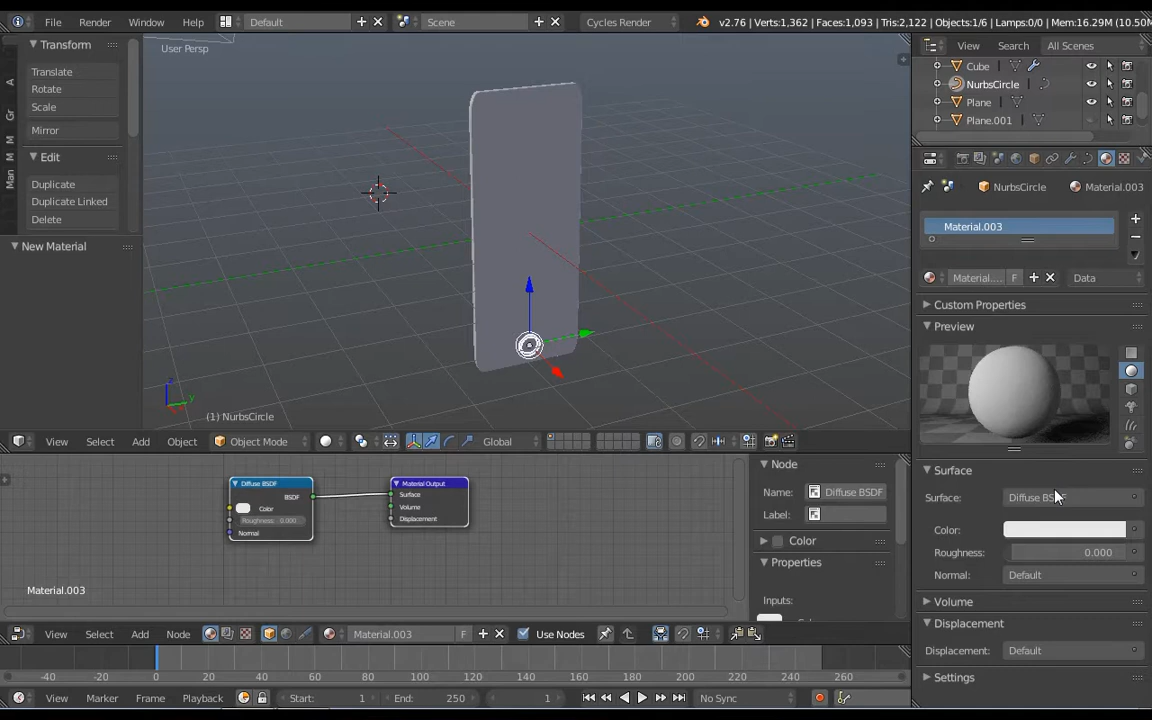 File Render Window Help Default Scene Cycles Render v2.76 | Verts:1,362 | Faces:1,093 | Tris:2,122 | Objects:1/6 | Lamps:0/0 | Mem:16.29M (10.50M
Transform
Translate
Rotate
Scale
Mirror
Edit
Duplicate
Duplicate Linked
Delete
New Material
A
Gr
M
M
Man
User Persp
(1) NurbsCircle
View Select Add Object Object Mode Global
View Search All Scenes
Cube
NurbsCircle
Plane
Plane.001
NurbsCircle Material.003
Material.003
Material.... F Data
Custom Properties
Preview
Surface
Surface: Diffuse BSDF
Color:
Roughness: 0.000
Normal: Default
Volume
Displacement
Displacement: Default
Settings
Diffuse BSDF
BSDF
Color
Roughness: 0.000
Normal
Material Output
Surface
Volume
Displacement
Material.003
Node
Name: Diffuse BSDF
Label:
Color
Properties
Inputs:
View Select Add Node Material.003 F Use Nodes
-40 -20 0 20 40 60 80 100 120 140 160 180 200 220 240 260
View Marker Frame Playback Start: 1 End: 250 1 No Sync